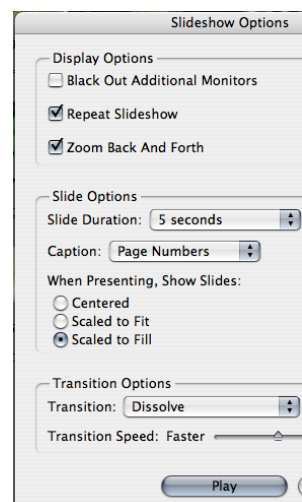 Slideshow Options
Display Options
Black Out Additional Monitors
Repeat Slideshow
Zoom Back And Forth
Slide Options
Slide Duration: 5 seconds
Caption: Page Numbers
When Presenting, Show Slides:
Centered
Scaled to Fit
Scaled to Fill
Transition Options
Transition: Dissolve
Transition Speed: Faster
Play